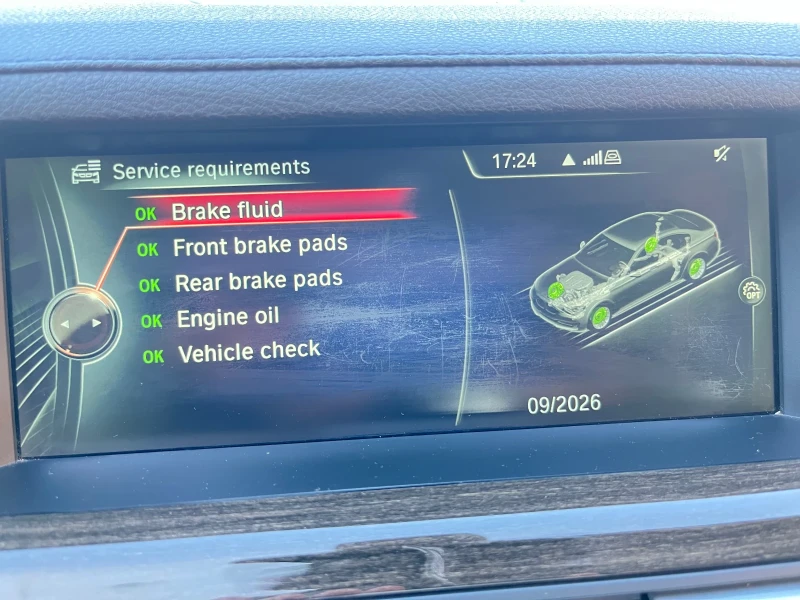 Service requirements
17:24
OK Brake fluid
OK Front brake pads
OK Rear brake pads
OK Engine oil
OK Vehicle check
OPT
09/2026